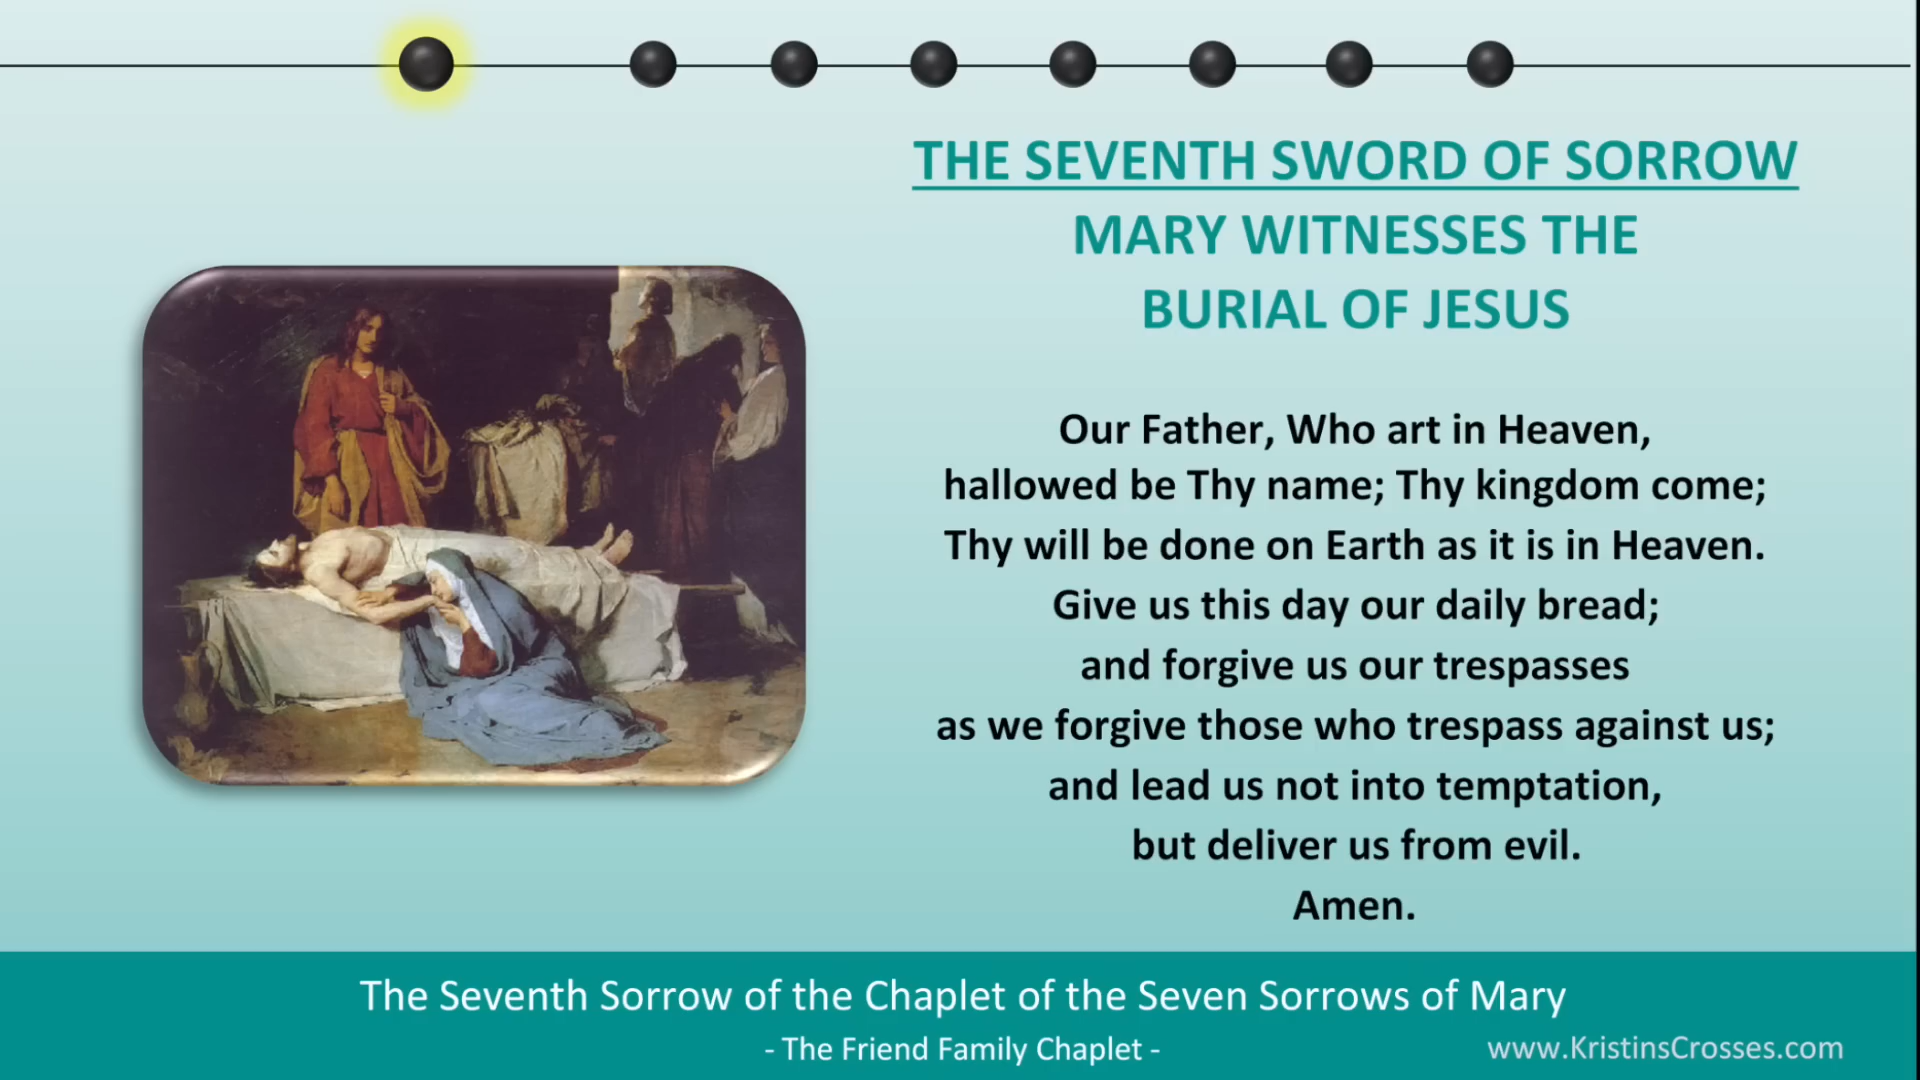 THE SEVENTH SWORD OF SORROW
MARY WITNESSES THE
BURIAL OF JESUS
Our Father, Who art in Heaven,
hallowed be Thy name; Thy kingdom come;
Thy will be done on Earth as it is in Heaven.
Give us this day our daily bread;
and forgive us our trespasses
as we forgive those who trespass against us;
and lead us not into temptation,
but deliver us from evil.
Amen.
The Seventh Sorrow of the Chaplet of the Seven Sorrows of Mary
- The Friend Family Chaplet -
www.KristinsCrosses.com